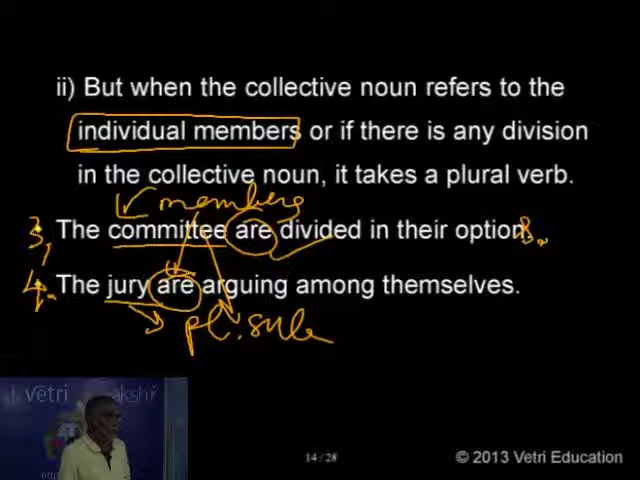 ii) But when the collective noun refers to the
individual members or if there is any division
in the collective noun, it takes a plural verb.
members
3, The committee are divided in their option s.
4. The jury are arguing among themselves.
pl. sub
vetri
akshi
14 / 28
© 2013 Vetri Education